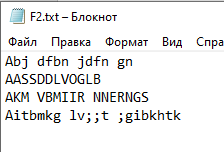 F2.txt – Блокнот
Файл Правка Формат Вид Спра
Abj dfbn jdfn gn
AASSDDLVOGLB
AKM VBMIIR NNERNGS
Aitbmkg lv;;t ;gibkhtk